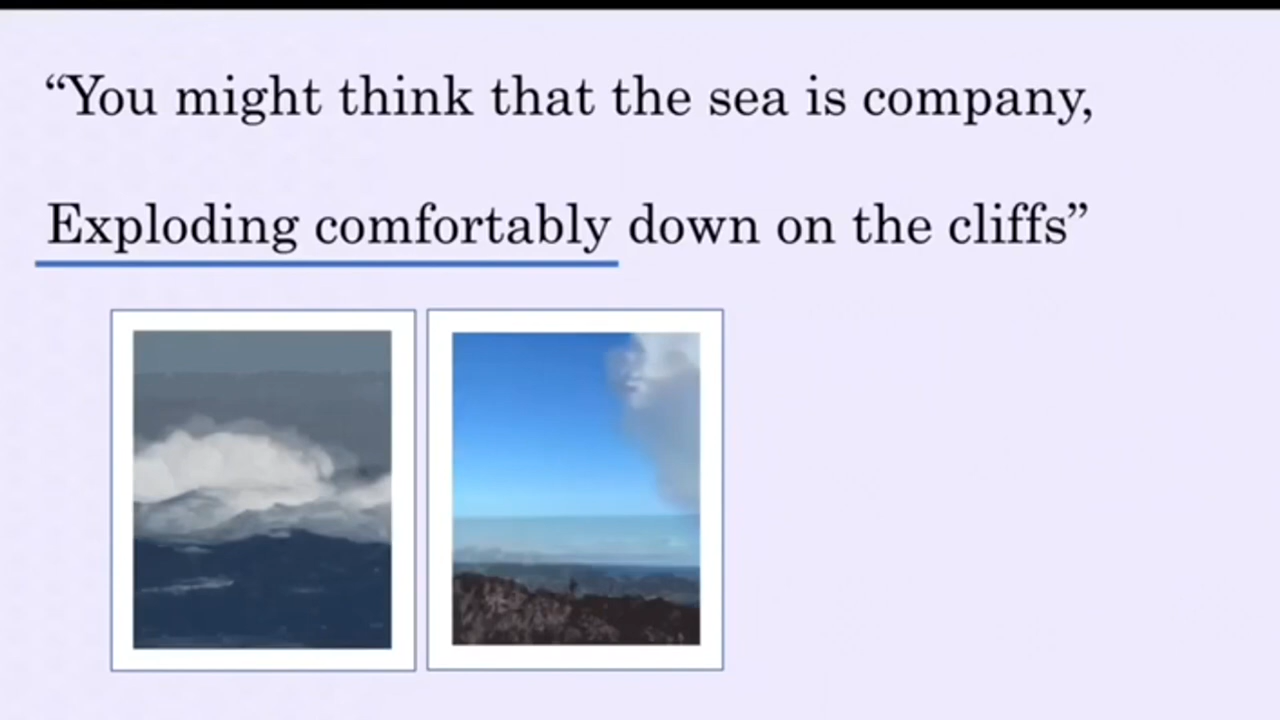 “You might think that the sea is company,
Exploding comfortably down on the cliffs”